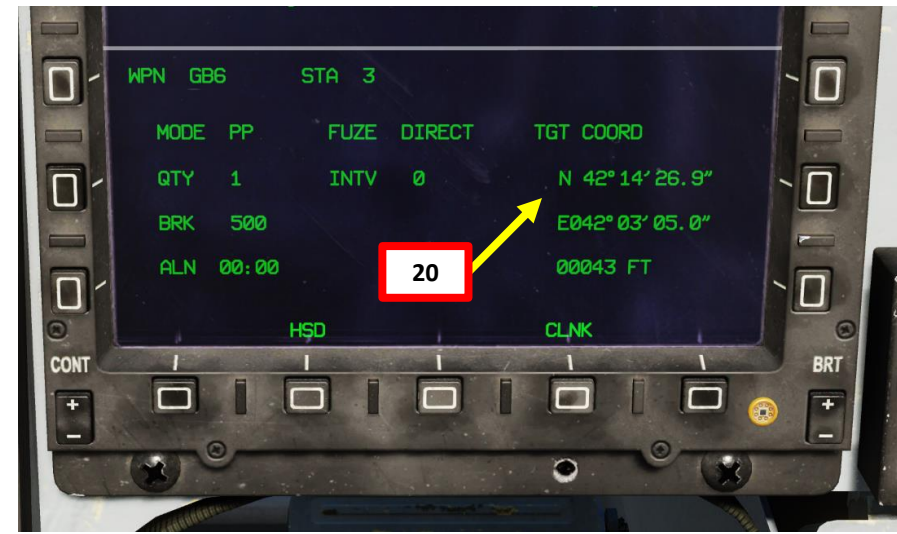 WPN GB6 STA 3
MODE PP FUZE DIRECT TGT COORD
QTY 1 INTV 0 N 42°14′26.9″
BRK 500 E042°03′05.0″
ALN 00:00 20 00043 FT
HSD CLNK
CONT BRT
+ +
− −